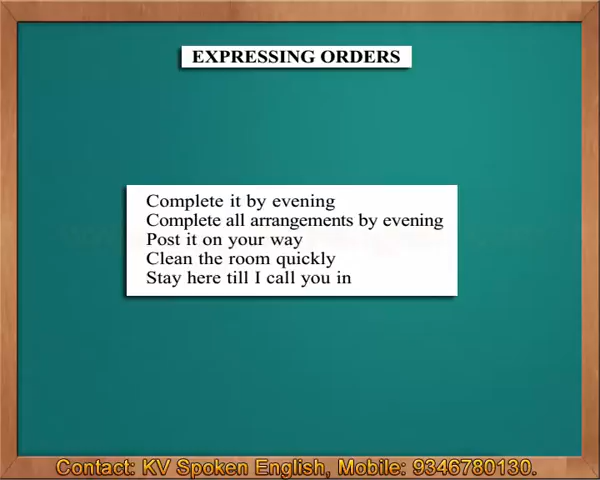 EXPRESSING ORDERS
Complete it by evening
Complete all arrangements by evening
Post it on your way
Clean the room quickly
Stay here till I call you in
Contact: KV Spoken English, Mobile: 9346780130.